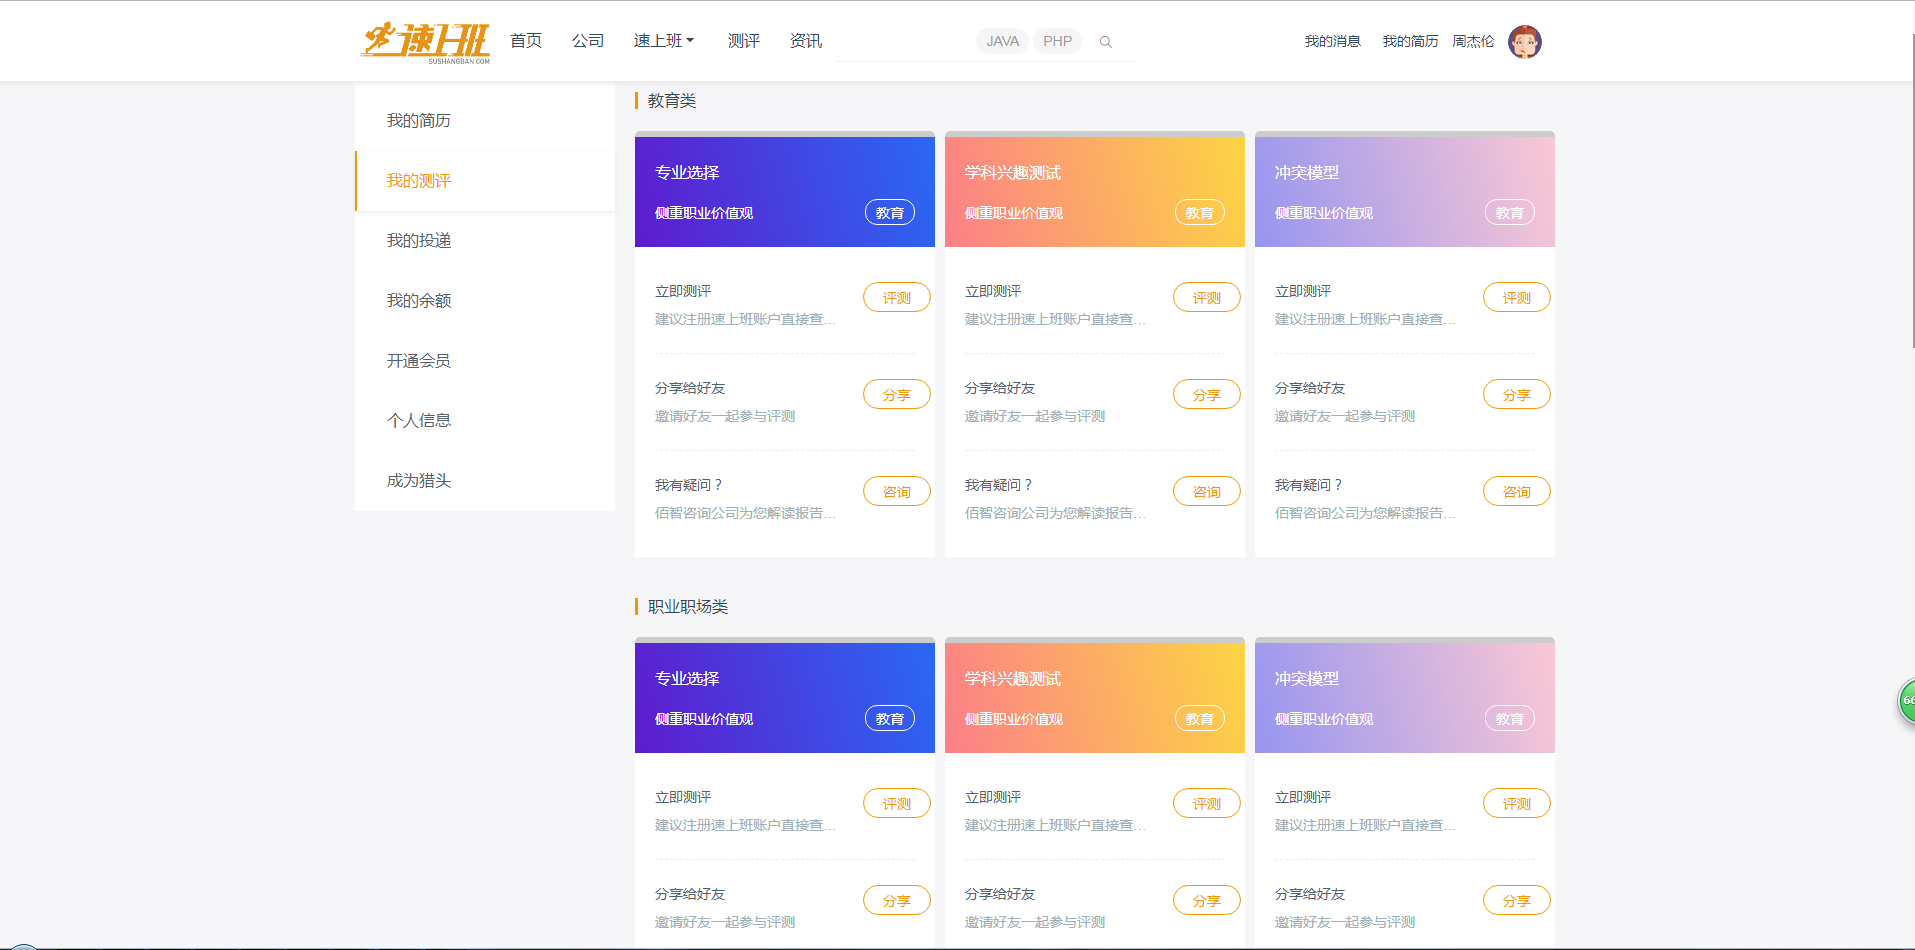 速上班
SUSHANGBAN.COM
首页 公司 速上班 测评 资讯
JAVA PHP
我的消息 我的简历 周杰伦
我的简历
我的测评
我的投递
我的余额
开通会员
个人信息
成为猎头
教育类
专业选择
侧重职业价值观 教育
立即测评
建议注册速上班账户直接查...
评测
分享给好友
邀请好友一起参与评测
分享
我有疑问？
佰智咨询公司为您解读报告...
咨询
学科兴趣测试
侧重职业价值观 教育
立即测评
建议注册速上班账户直接查...
评测
分享给好友
邀请好友一起参与评测
分享
我有疑问？
佰智咨询公司为您解读报告...
咨询
冲突模型
侧重职业价值观 教育
立即测评
建议注册速上班账户直接查...
评测
分享给好友
邀请好友一起参与评测
分享
我有疑问？
佰智咨询公司为您解读报告...
咨询
职业职场类
专业选择
侧重职业价值观 教育
立即测评
建议注册速上班账户直接查...
评测
分享给好友
邀请好友一起参与评测
分享
学科兴趣测试
侧重职业价值观 教育
立即测评
建议注册速上班账户直接查...
评测
分享给好友
邀请好友一起参与评测
分享
冲突模型
侧重职业价值观 教育
立即测评
建议注册速上班账户直接查...
评测
分享给好友
邀请好友一起参与评测
分享